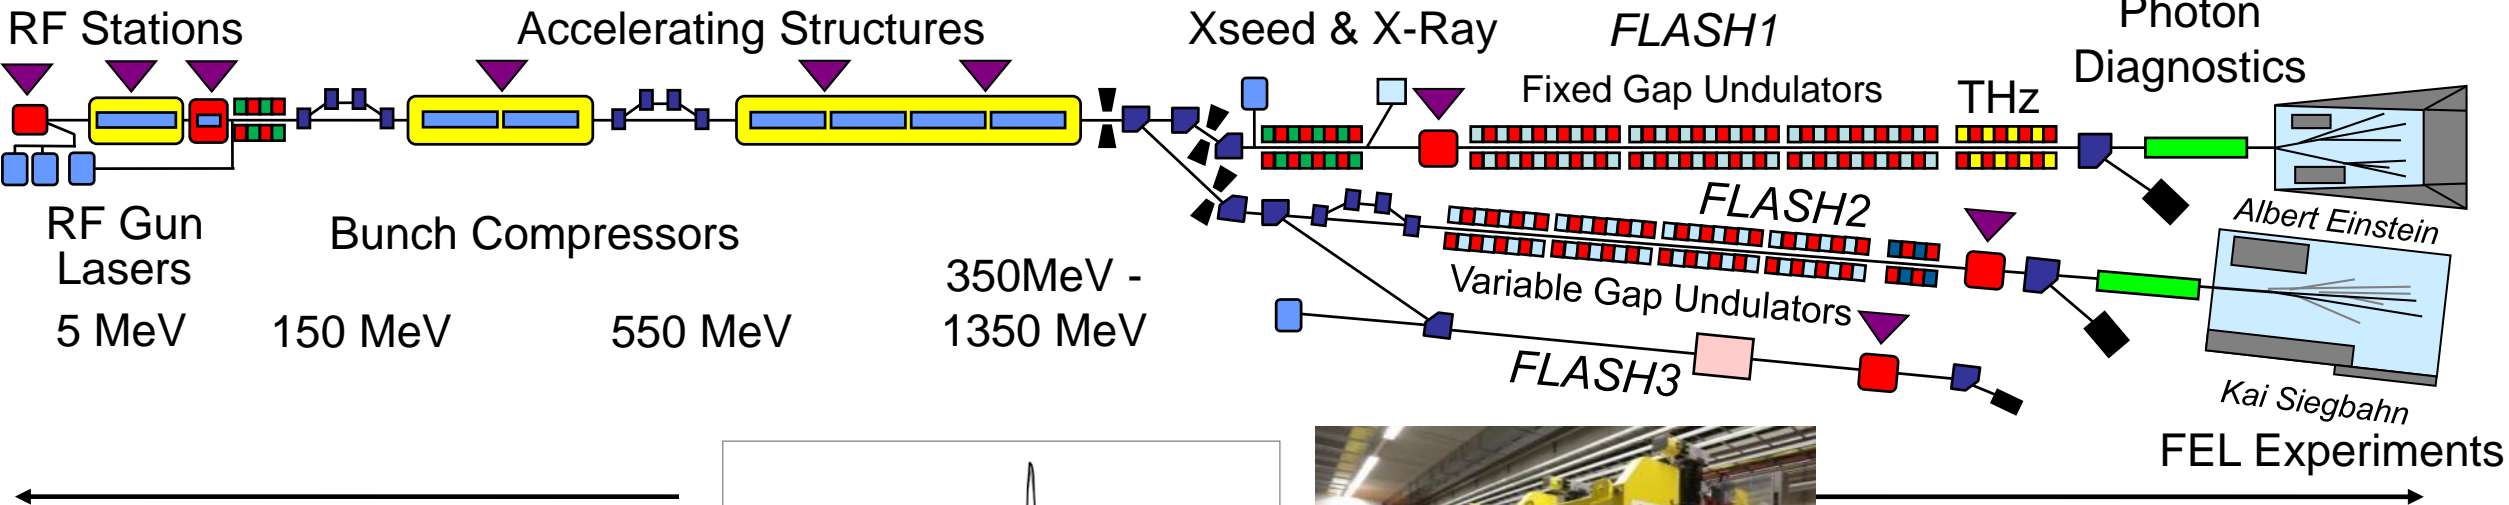 RF Stations
Accelerating Structures
Xseed & X-Ray
FLASH1
Photon
Diagnostics
Fixed Gap Undulators
THz
RF Gun
Lasers
Bunch Compressors
FLASH2
Albert Einstein
350MeV -
1350 MeV
5 MeV
150 MeV
550 MeV
Variable Gap Undulators
FLASH3
Kai Siegbahn
FEL Experiments